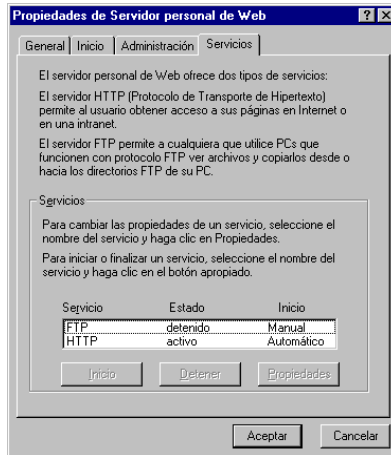 Propiedades de Servidor personal de Web
General Inicio Administración Servicios
El servidor personal de Web ofrece dos tipos de servicios:
El servidor HTTP (Protocolo de Transporte de Hipertexto)
permite al usuario obtener acceso a sus páginas en Internet o
en una intranet.
El servidor FTP permite a cualquiera que utilice PCs que
funcionen con protocolo FTP ver archivos y copiarlos desde o
hacia los directorios FTP de su PC.
Servicios
Para cambiar las propiedades de un servicio, seleccione el
nombre del servicio y haga clic en Propiedades.
Para iniciar o finalizar un servicio, seleccione el nombre del
servicio y haga clic en el botón apropiado.
Servicio Estado Inicio
FTP detenido Manual
HTTP activo Automático
Inicio Detener Propiedades
Aceptar Cancelar